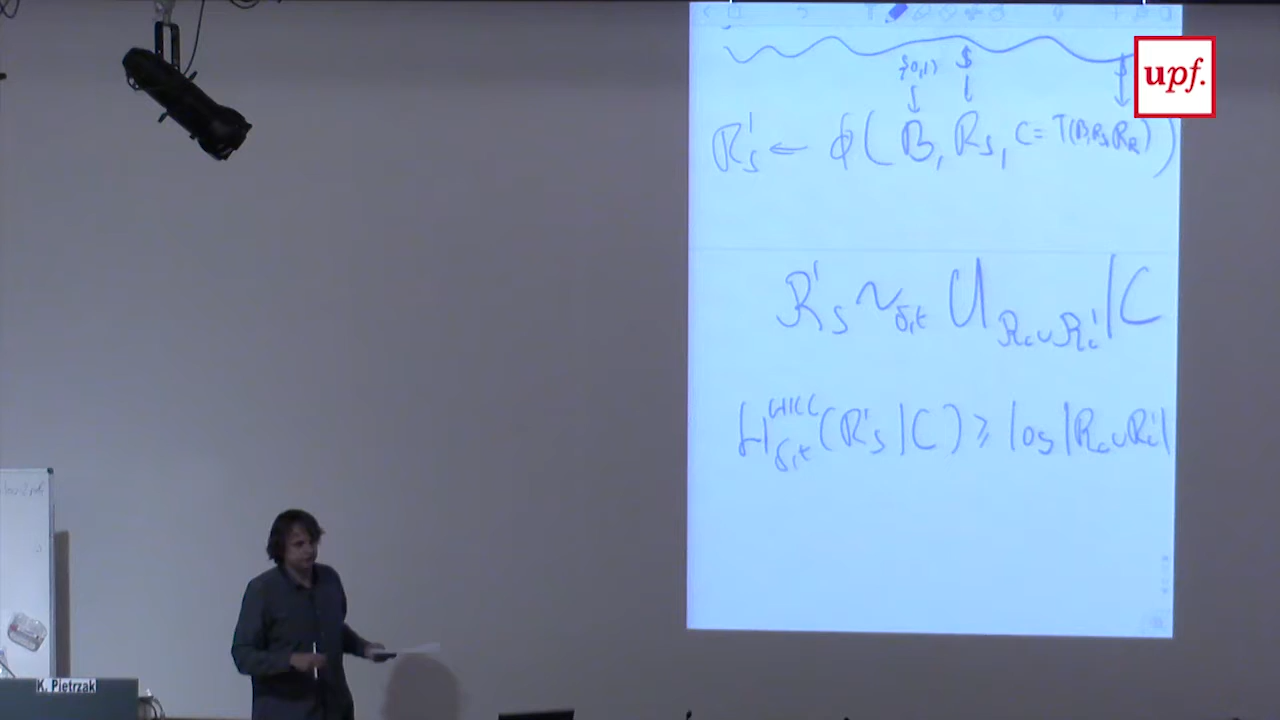 {0,1} $ $
R'_S ← φ(B, R_S, C = T(B,R_S,R_R))
R'_S ~_{δ,t} U_{R_c ∪ R'_c} | C
H^{HILL}_{δ,t}(R'_S | C) ≥ log|R_c ∪ R'_c|
upf.
K. Pietrzak